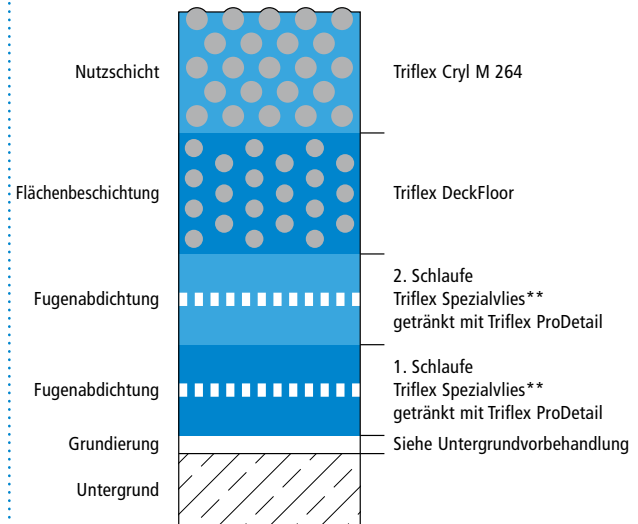 Nutzschicht
Triflex Cryl M 264
Flächenbeschichtung
Triflex DeckFloor
Fugenabdichtung
2. Schlaufe
Triflex Spezialvlies**
getränkt mit Triflex ProDetail
Fugenabdichtung
1. Schlaufe
Triflex Spezialvlies**
getränkt mit Triflex ProDetail
Grundierung
Siehe Untergrundvorbehandlung
Untergrund